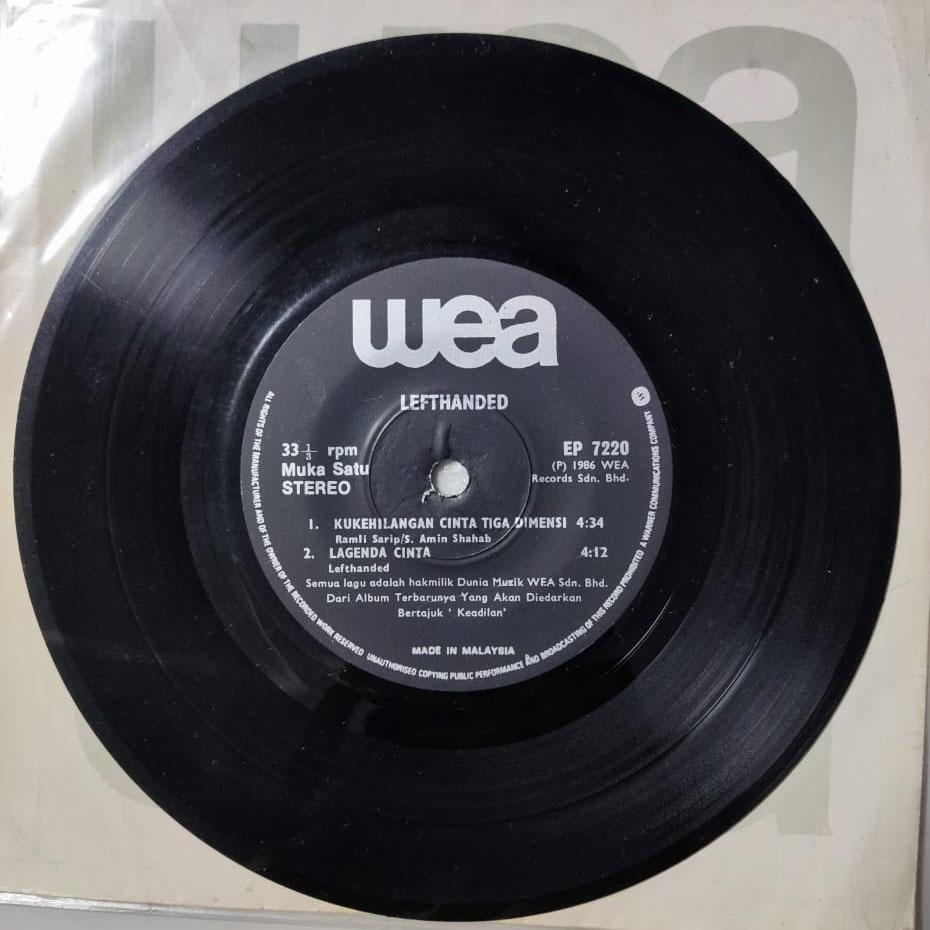 wea
LEFTHANDED
33 1/3 rpm
Muka Satu
STEREO
EP 7220
(P) 1986 WEA
Records Sdn. Bhd.
1. KUKEHILANGAN CINTA TIGA DIMENSI 4:34
Ramli Sarip/S. Amin Shahab
2. LAGENDA CINTA 4:12
Lefthanded
Semua lagu adalah hakmilik Dunia Muzik WEA Sdn. Bhd.
Dari Album Terbarunya Yang Akan Diedarkan
Bertajuk ' Keadilan'
MADE IN MALAYSIA
ALL RIGHTS OF THE MANUFACTURER AND OF THE OWNER OF THE RECORDED WORK RESERVED UNAUTHORISED COPYING PUBLIC PERFORMANCE AND BROADCASTING OF THIS RECORD PROHIBITED A WARNER COMMUNICATIONS COMPANY
wea